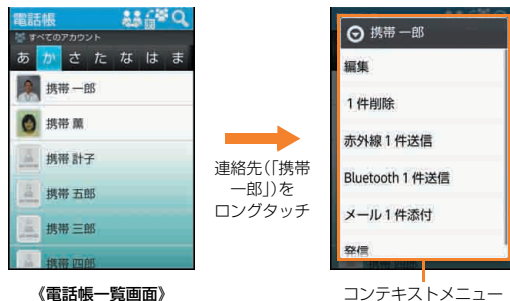 電話帳
すべてのアカウント
あ か さ た な は ま
携帯 一郎
携帯 薫
携帯 計子
携帯 五郎
携帯 三郎
携帯 四郎
《電話帳一覧画面》
連絡先(「携帯
一郎」)を
ロングタッチ
携帯 一郎
編集
1件削除
赤外線1件送信
Bluetooth 1件送信
メール1件添付
発信
コンテキストメニュー